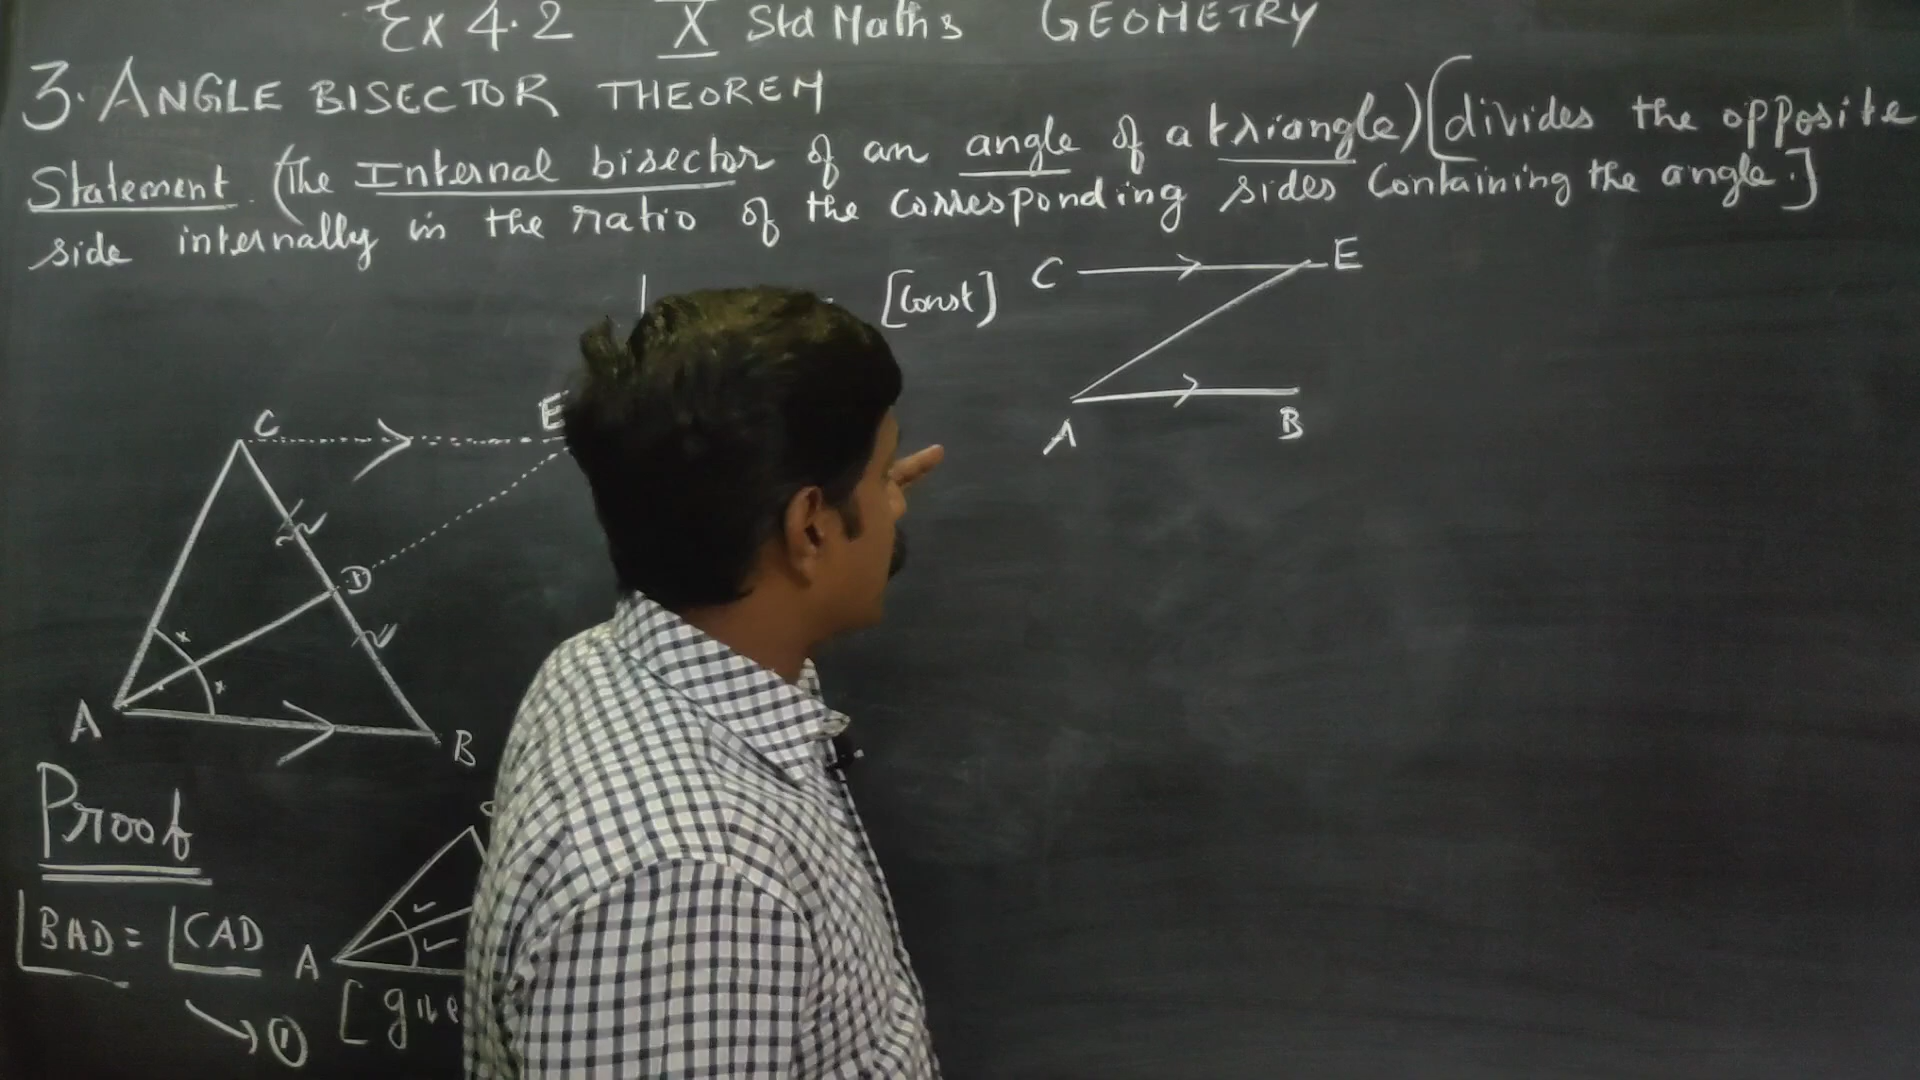 Ex 4.2 X Std Maths GEOMETRY
3. ANGLE BISECTOR THEOREM
Statement. (The Internal bisector of an angle of a triangle) [divides the opposite
side internally in the ratio of the corresponding sides Containing the angle.]
[Const]
C E
A B
C E
D
A B
Proof
∠BAD = ∠CAD
A
→ ①